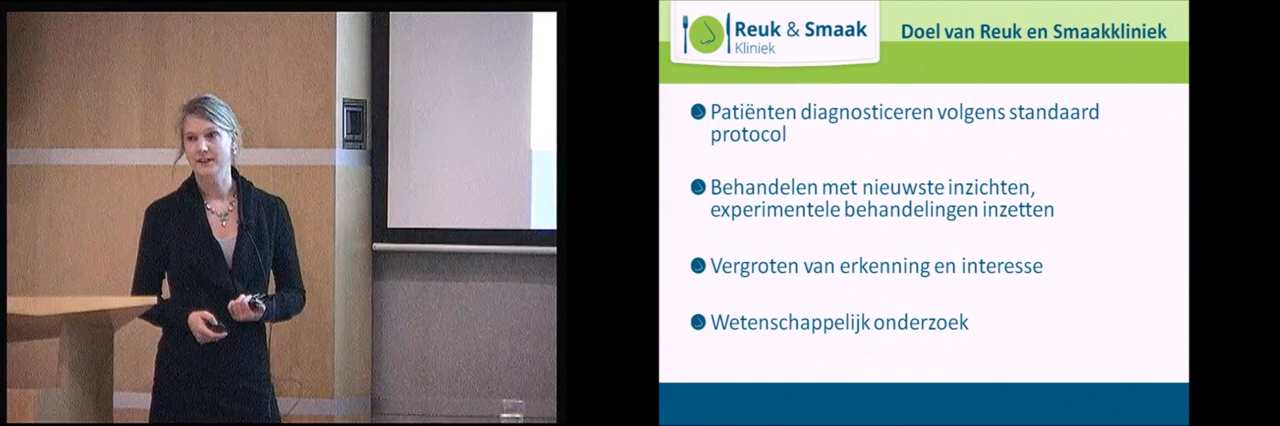 Reuk & Smaak
Kliniek
Doel van Reuk en Smaakkliniek
Patiënten diagnosticeren volgens standaard
protocol
Behandelen met nieuwste inzichten,
experimentele behandelingen inzetten
Vergroten van erkenning en interesse
Wetenschappelijk onderzoek